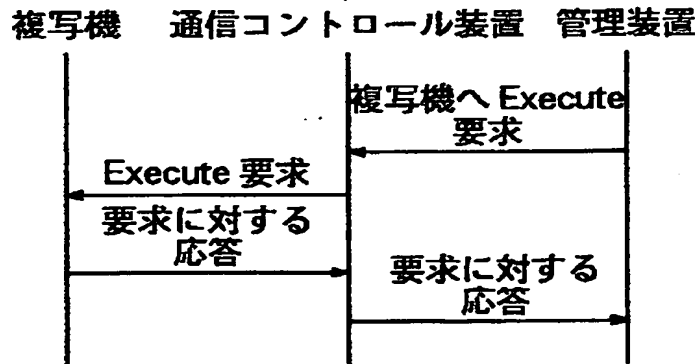 複写機 通信コントロール装置 管理装置
複写機へ Execute
要求
Execute 要求
要求に対する
応答
要求に対する
応答